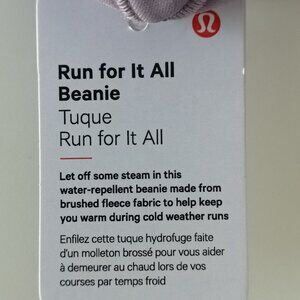 Run for It All
Beanie
Tuque
Run for It All
Let off some steam in this
water-repellent beanie made from
brushed fleece fabric to help keep
you warm during cold weather runs
Enfilez cette tuque hydrofuge faite
d'un molleton brossé pour vous aider
à demeurer au chaud lors de vos
courses par temps froid